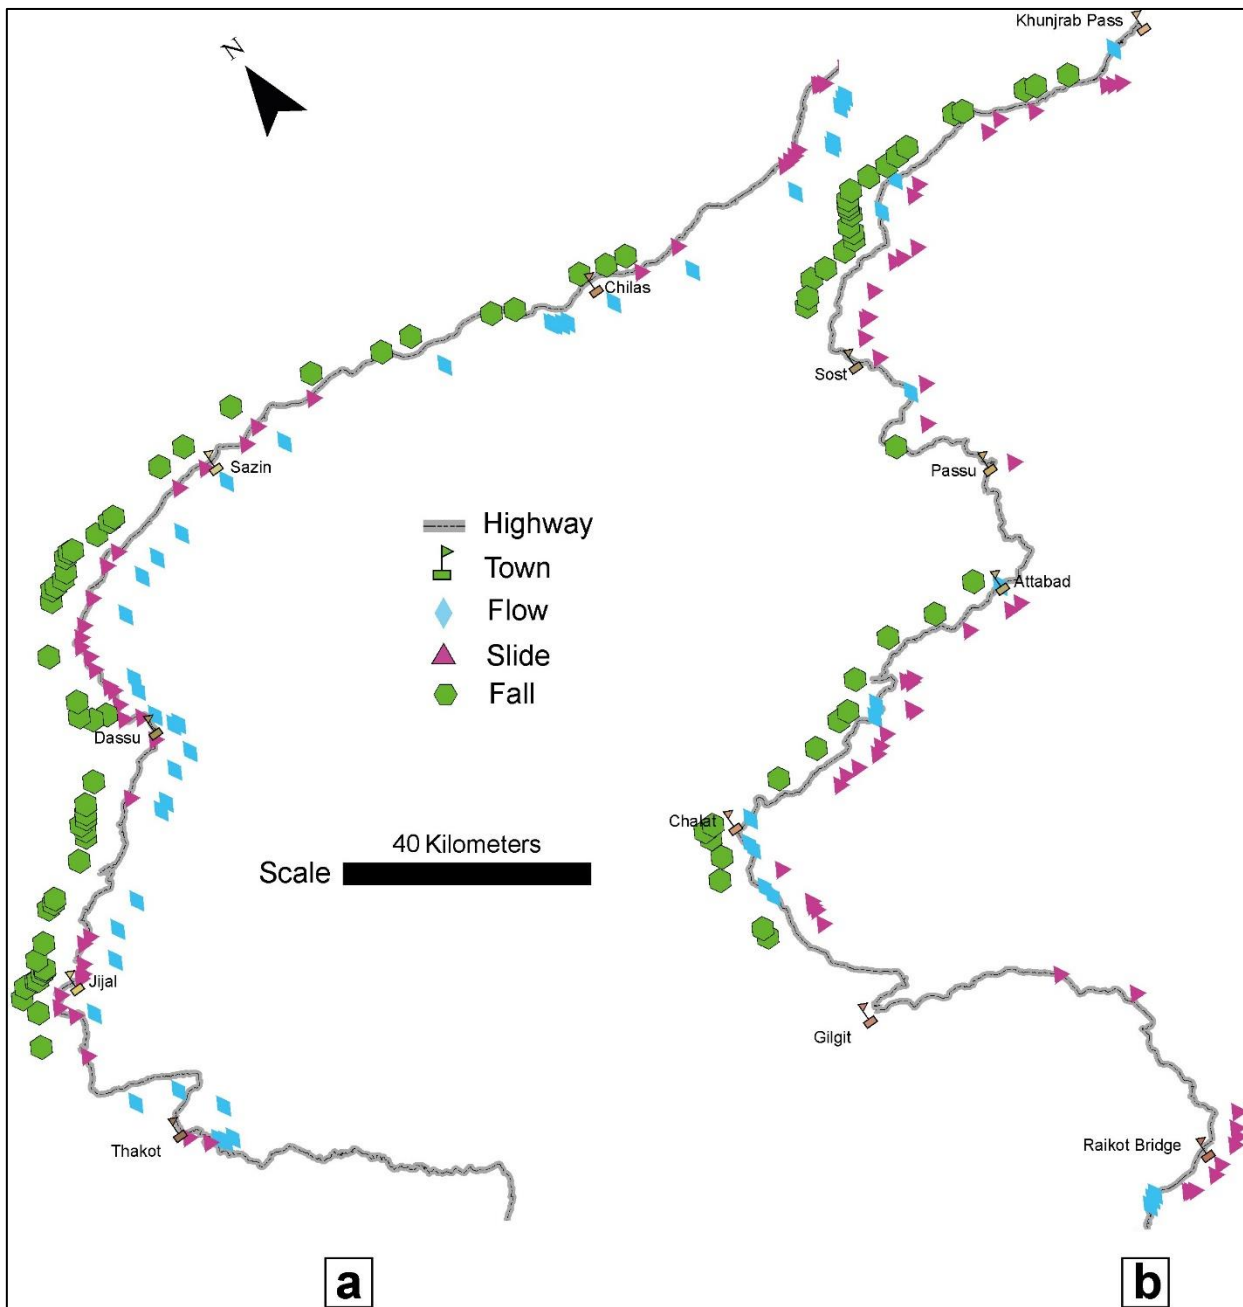 Khunjrab Pass
N
Chilas
Sost
Sazin
Passu
Highway
Town
Flow
Slide
Fall
Attabad
Dassu
Chalat
40 Kilometers
Scale
Jijal
Gilgit
Thakot
Raikot Bridge
a
b